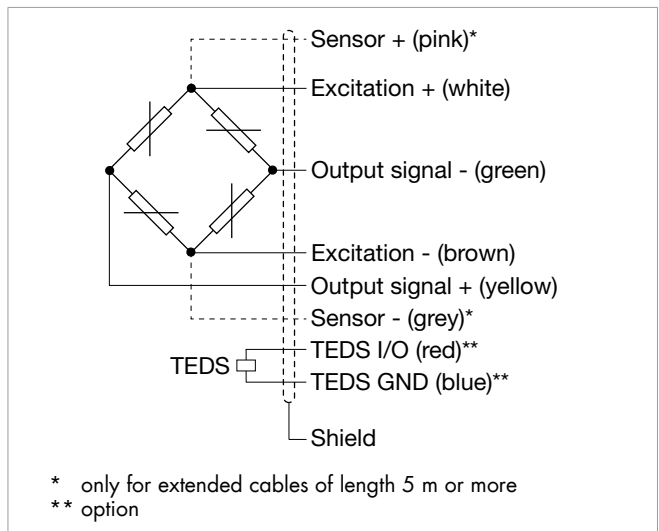 Sensor + (pink)*
Excitation + (white)
Output signal - (green)
Excitation - (brown)
Output signal + (yellow)
Sensor - (grey)*
TEDS I/O (red)**
TEDS
TEDS GND (blue)**
Shield
* only for extended cables of length 5 m or more
** option